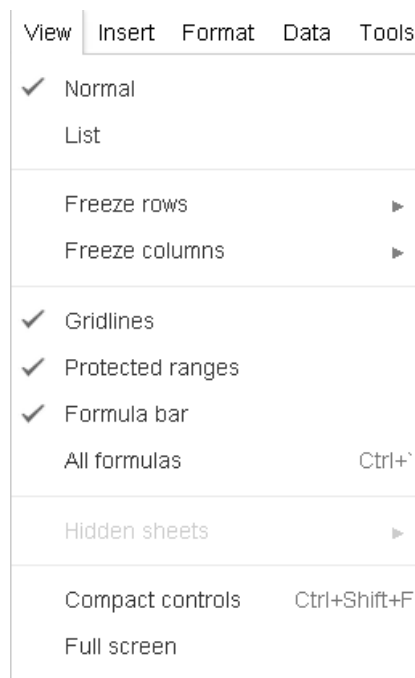 View Insert Format Data Tools
Normal
List
Freeze rows
Freeze columns
Gridlines
Protected ranges
Formula bar
All formulas Ctrl+`
Hidden sheets
Compact controls Ctrl+Shift+F
Full screen